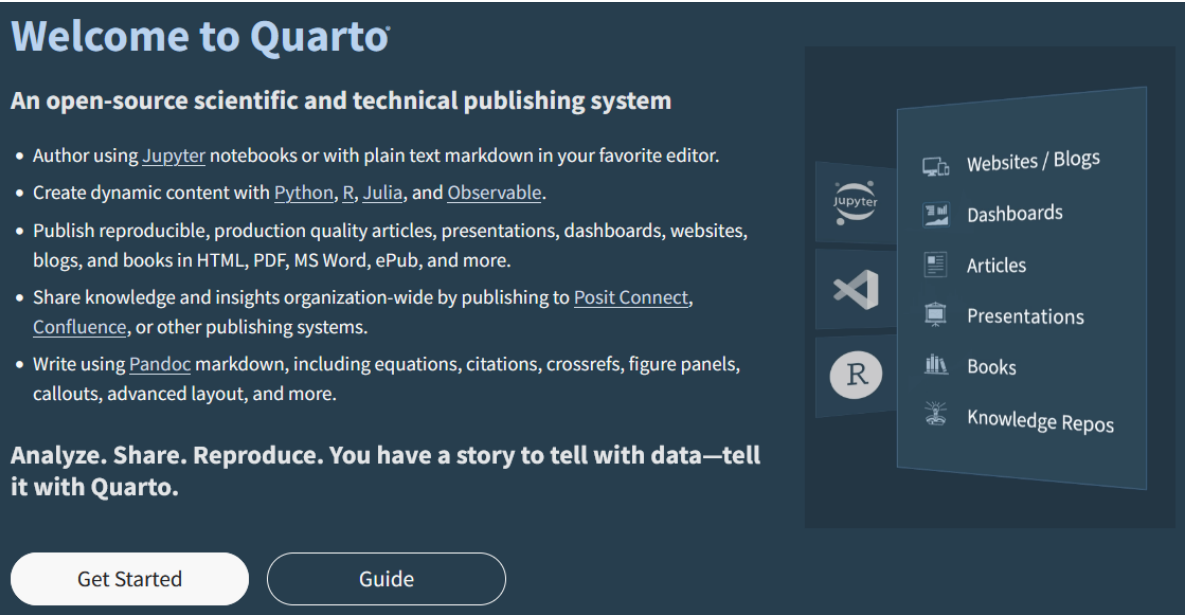 Welcome to Quarto®
An open-source scientific and technical publishing system
• Author using Jupyter notebooks or with plain text markdown in your favorite editor.
• Create dynamic content with Python, R, Julia, and Observable.
• Publish reproducible, production quality articles, presentations, dashboards, websites,
blogs, and books in HTML, PDF, MS Word, ePub, and more.
• Share knowledge and insights organization-wide by publishing to Posit Connect,
Confluence, or other publishing systems.
• Write using Pandoc markdown, including equations, citations, crossrefs, figure panels,
callouts, advanced layout, and more.
Analyze. Share. Reproduce. You have a story to tell with data—tell
it with Quarto.
Get Started
Guide
Jupyter
R
Websites / Blogs
Dashboards
Articles
Presentations
Books
Knowledge Repos